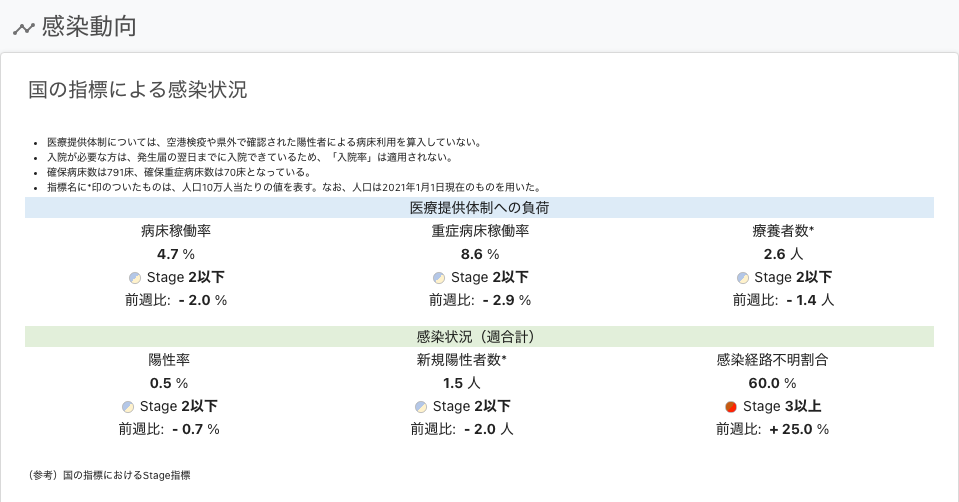 感染動向
国の指標による感染状況
• 医療提供体制については、空港検疫や県外で確認された陽性者による病床利用を算入していない。
• 入院が必要な方は、発生届の翌日までに入院できているため、「入院率」は適用されない。
• 確保病床数は791床、確保重症病床数は70床となっている。
• 指標名に*印のついたものは、人口10万人当たりの値を表す。なお、人口は2021年1月1日現在のものを用いた。
医療提供体制への負荷
病床稼働率 重症病床稼働率 療養者数*
4.7 % 8.6 % 2.6 人
Stage 2以下 Stage 2以下 Stage 2以下
前週比: - 2.0 % 前週比: - 2.9 % 前週比: - 1.4 人
感染状況（週合計）
陽性率 新規陽性者数* 感染経路不明割合
0.5 % 1.5 人 60.0 %
Stage 2以下 Stage 2以下 Stage 3以上
前週比: - 0.7 % 前週比: - 2.0 人 前週比: + 25.0 %
（参考）国の指標におけるStage指標